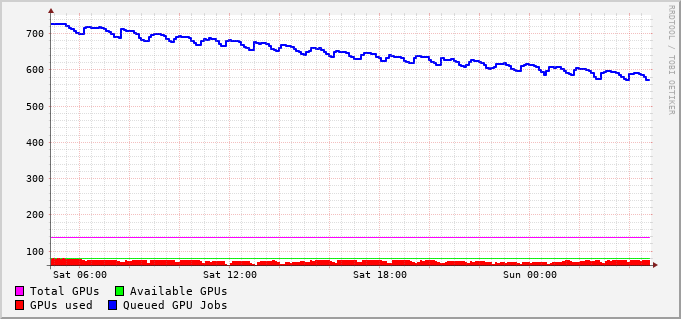 700
600
500
400
300
200
100
Sat 06:00 Sat 12:00 Sat 18:00 Sun 00:00
Total GPUs Available GPUs
GPUs used Queued GPU Jobs
RRDTOOL / TOBI OETIKER